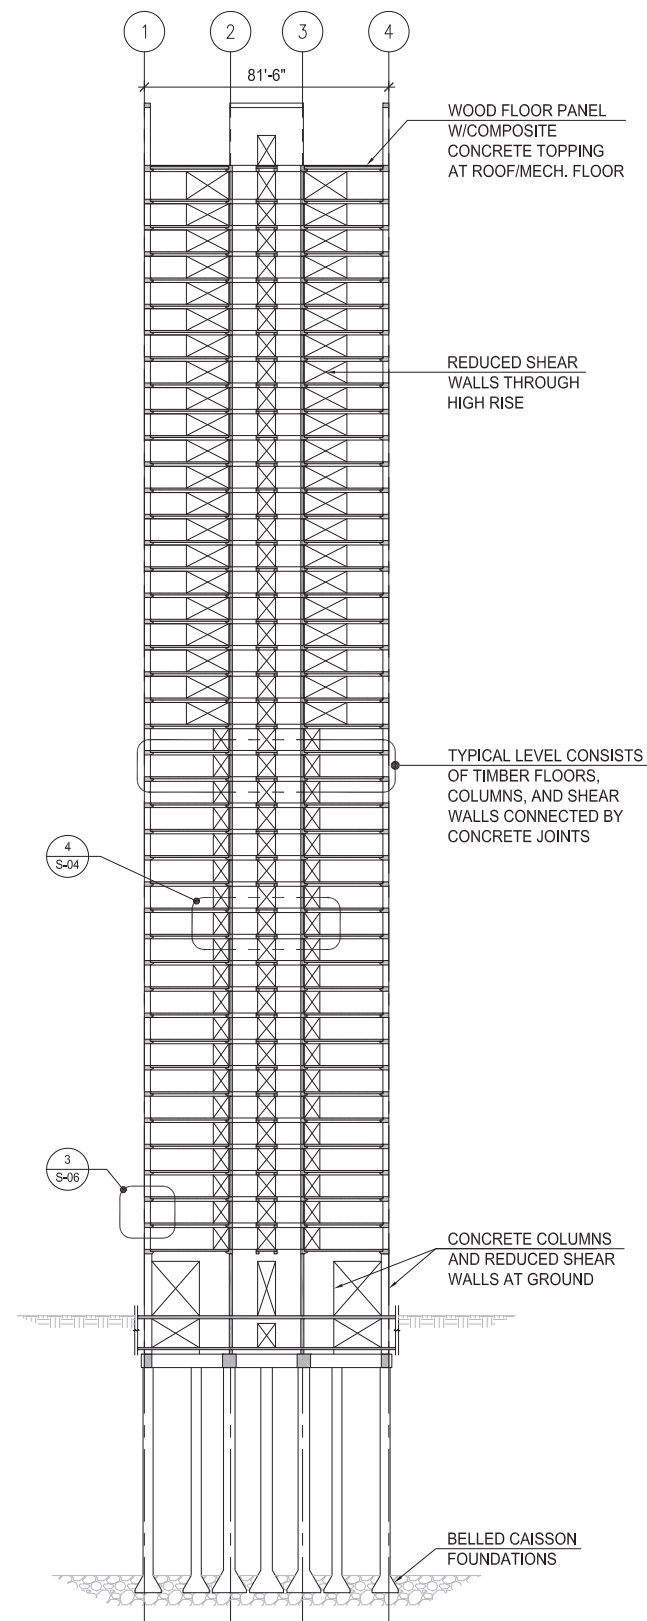 1 2 3 4
81'-6"
WOOD FLOOR PANEL
W/COMPOSITE
CONCRETE TOPPING
AT ROOF/MECH. FLOOR
REDUCED SHEAR
WALLS THROUGH
HIGH RISE
TYPICAL LEVEL CONSISTS
OF TIMBER FLOORS,
COLUMNS, AND SHEAR
WALLS CONNECTED BY
CONCRETE JOINTS
4
S-04
3
S-06
CONCRETE COLUMNS
AND REDUCED SHEAR
WALLS AT GROUND
BELLED CAISSON
FOUNDATIONS